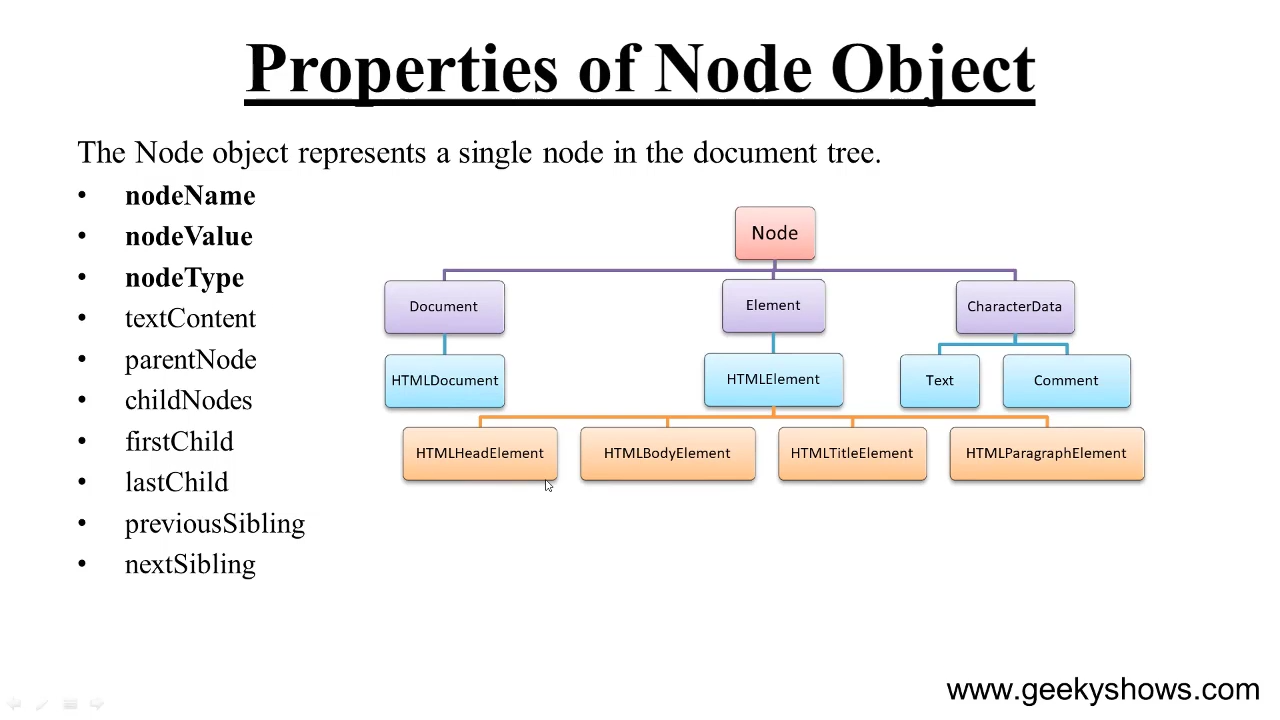 Properties of Node Object
The Node object represents a single node in the document tree.
• nodeName
• nodeValue
• nodeType
• textContent
• parentNode
• childNodes
• firstChild
• lastChild
• previousSibling
• nextSibling
Node
Document
Element
CharacterData
HTMLDocument
HTMLElement
Text
Comment
HTMLHeadElement
HTMLBodyElement
HTMLTitleElement
HTMLParagraphElement
www.geekyshows.com